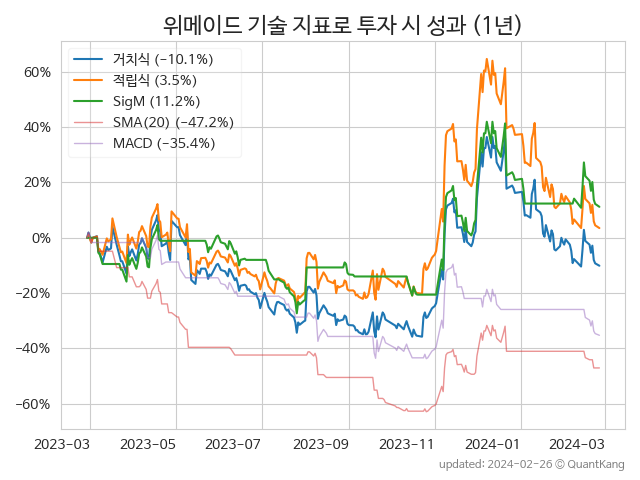 위메이드 기술 지표로 투자 시 성과 (1년)
거치식 (−10.1%)
적립식 (3.5%)
SigM (11.2%)
SMA(20) (−47.2%)
MACD (−35.4%)
60%
40%
20%
0%
−20%
−40%
−60%
2023-03 2023-05 2023-07 2023-09 2023-11 2024-01 2024-03
updated: 2024-02-26 © QuantKang